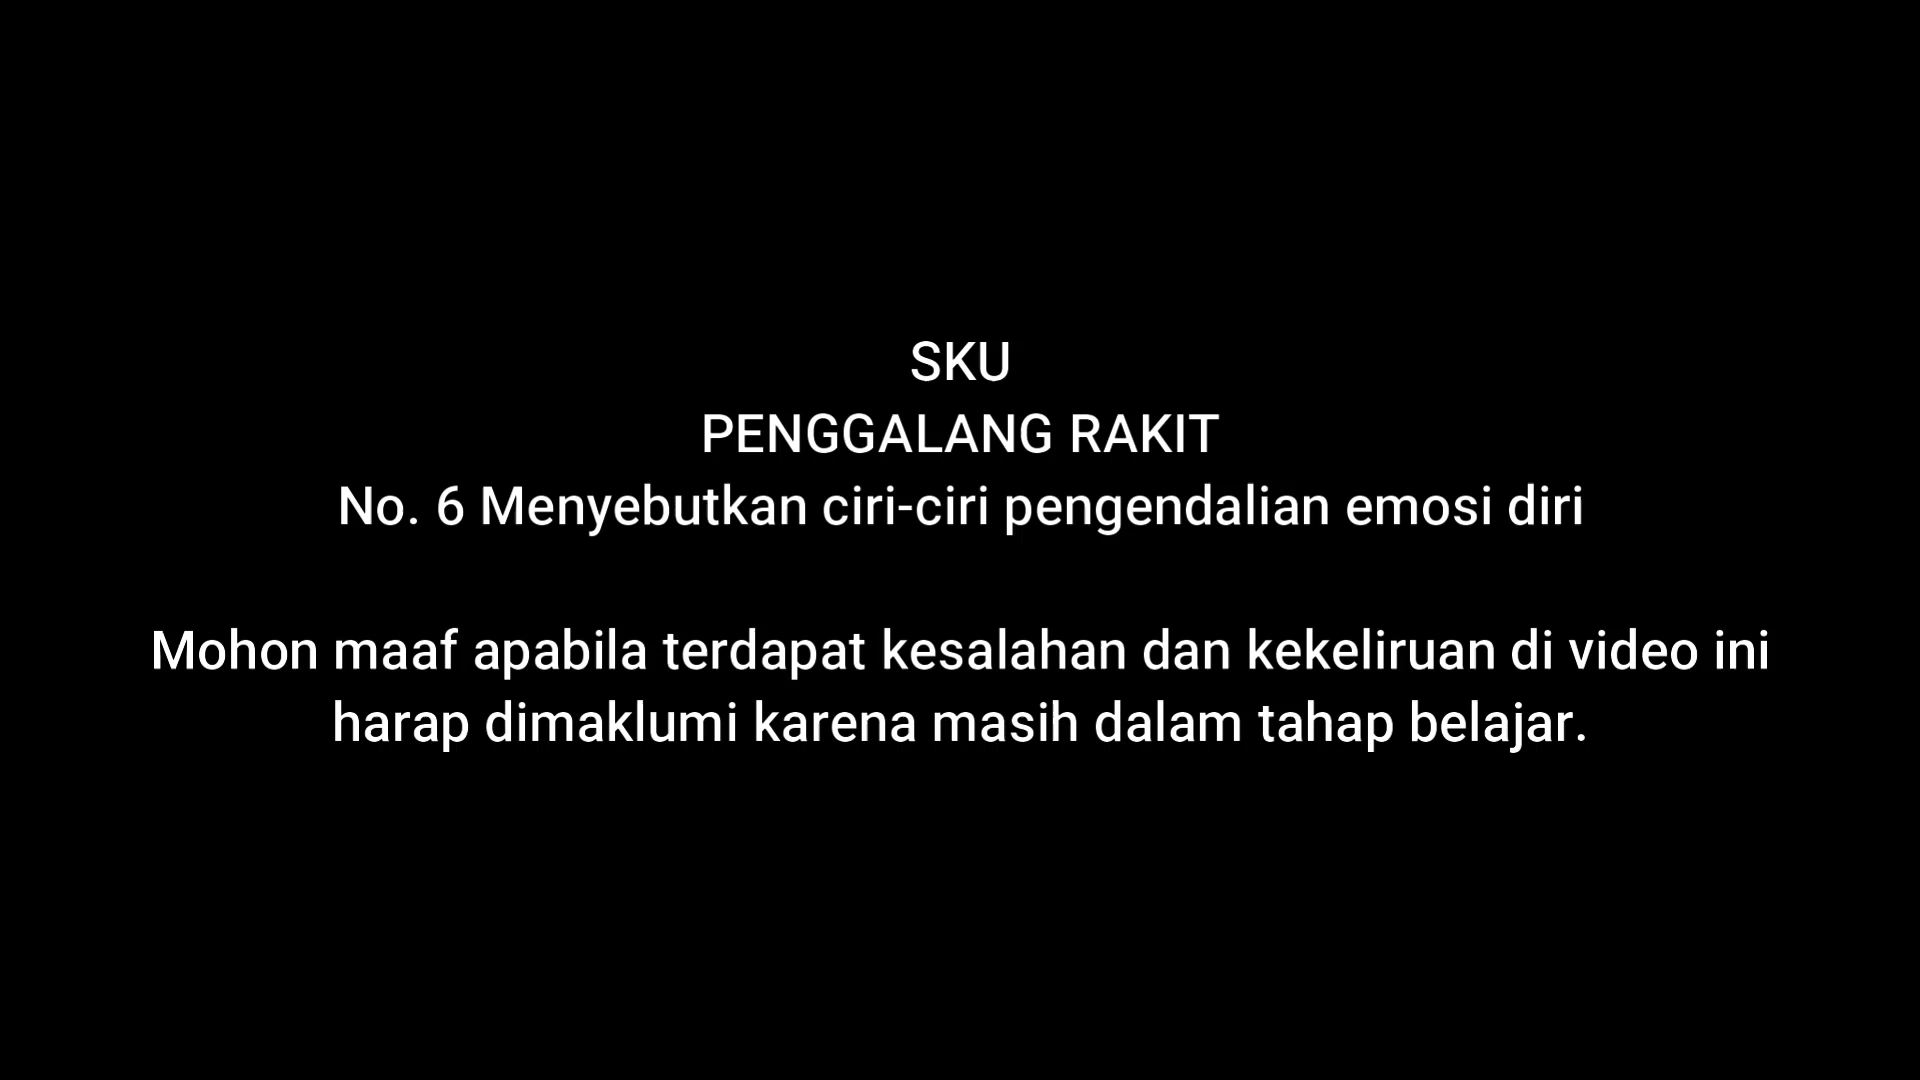 SKU
PENGGALANG RAKIT
No. 6 Menyebutkan ciri-ciri pengendalian emosi diri
Mohon maaf apabila terdapat kesalahan dan kekeliruan di video ini
harap dimaklumi karena masih dalam tahap belajar.